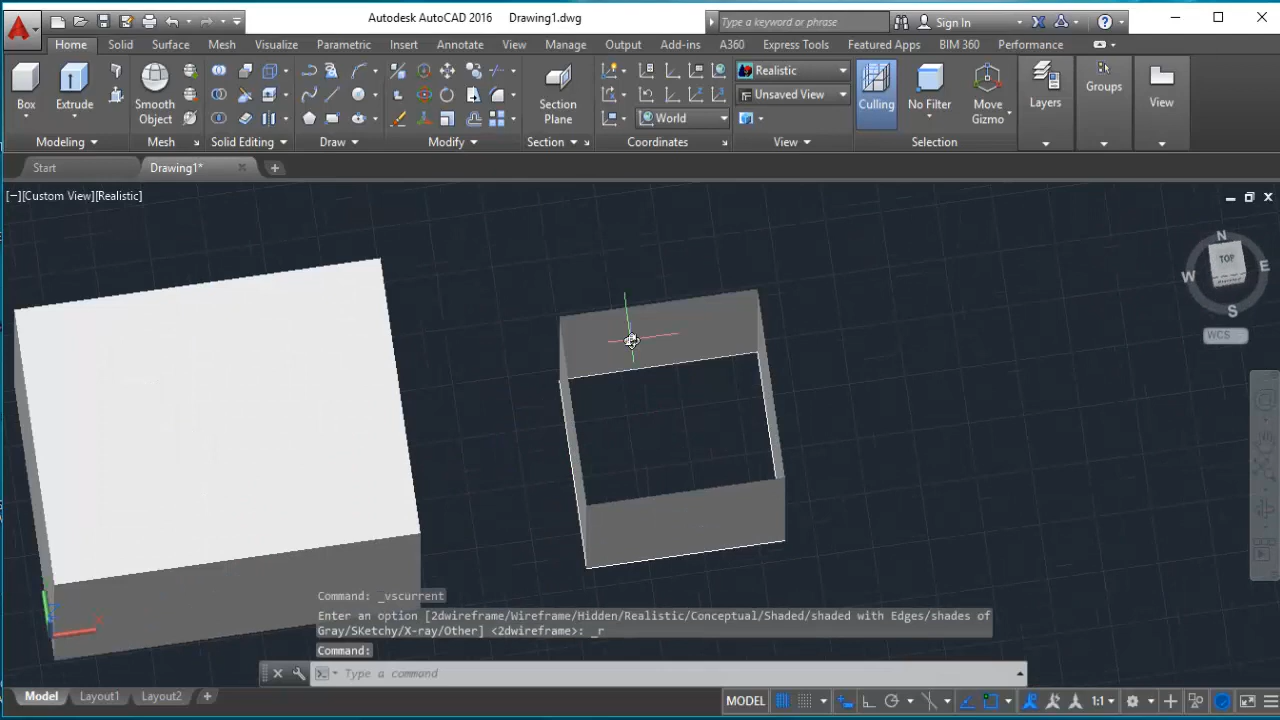 Autodesk AutoCAD 2016 Drawing1.dwg
Type a keyword or phrase
Sign In
Home Solid Surface Mesh Visualize Parametric Insert Annotate View Manage Output Add-ins A360 Express Tools Featured Apps BIM 360 Performance
Box
Extrude
Smooth
Object
Section
Plane
World
Realistic
Unsaved View
Culling
No Filter
Move
Gizmo
Layers
Groups
View
Modeling
Mesh
Solid Editing
Draw
Modify
Section
Coordinates
View
Selection
Start
Drawing1*
[−][Custom View][Realistic]
N
W
TOP
E
S
WCS
X
Command: _vscurrent
Enter an option [2dwireframe/Wireframe/Hidden/Realistic/Conceptual/Shaded/shaded with Edges/shades of
Gray/SKetchy/X-ray/Other] <2dwireframe>: _r
Command:
Type a command
Model Layout1 Layout2 +
MODEL
1:1